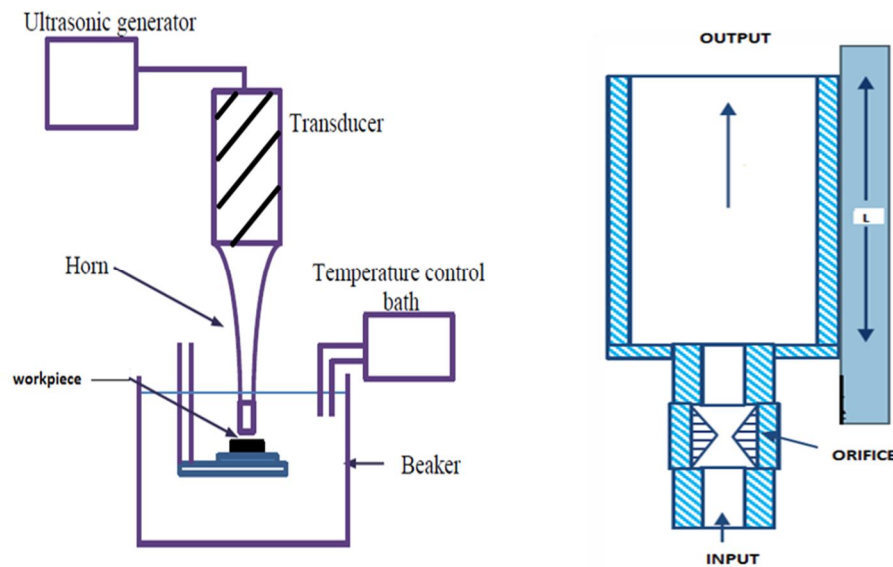 Ultrasonic generator
Transducer
Horn
Temperature control
bath
workpiece
Beaker
OUTPUT
L
ORIFICE
INPUT